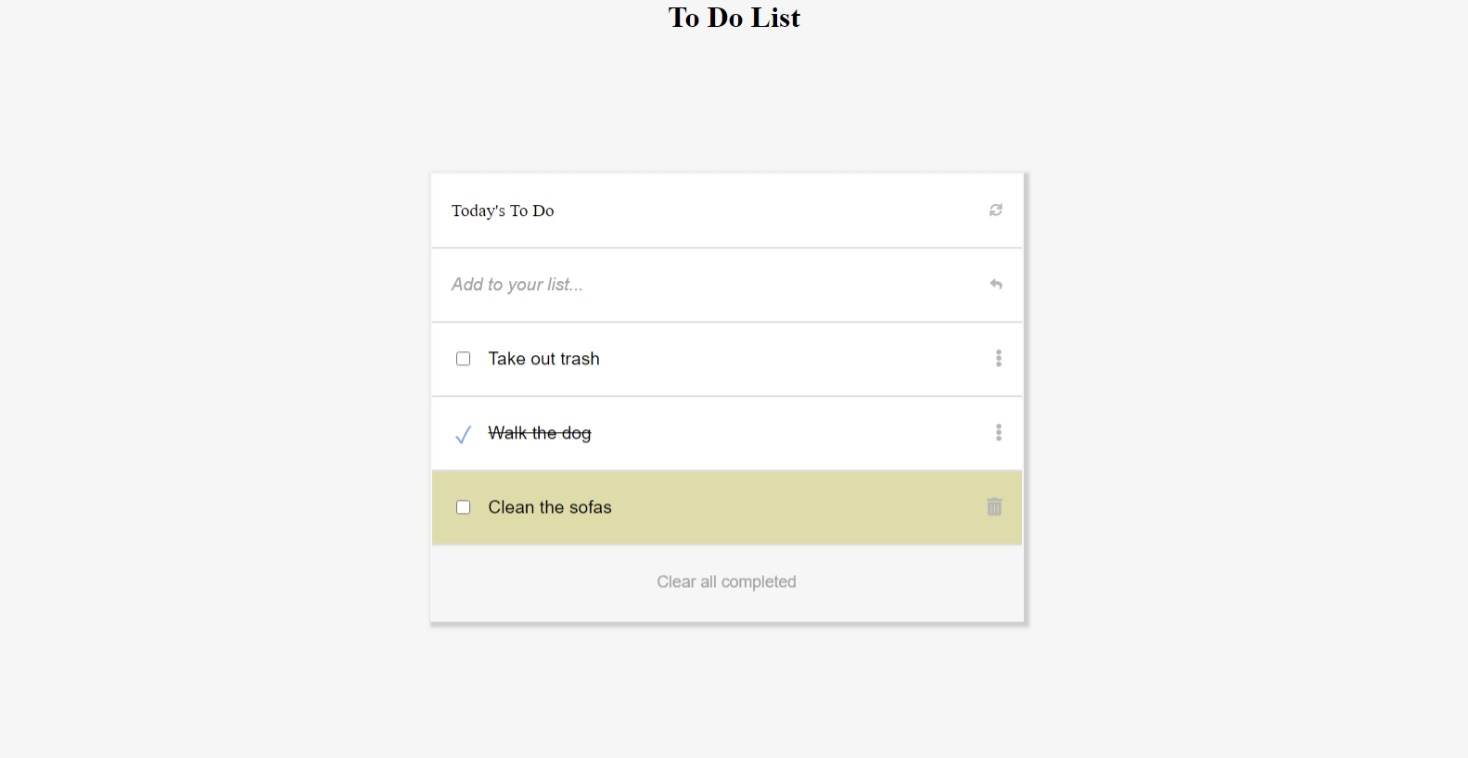 To Do List
Today's To Do
Add to your list...
Take out trash
Walk the dog
Clean the sofas
Clear all completed